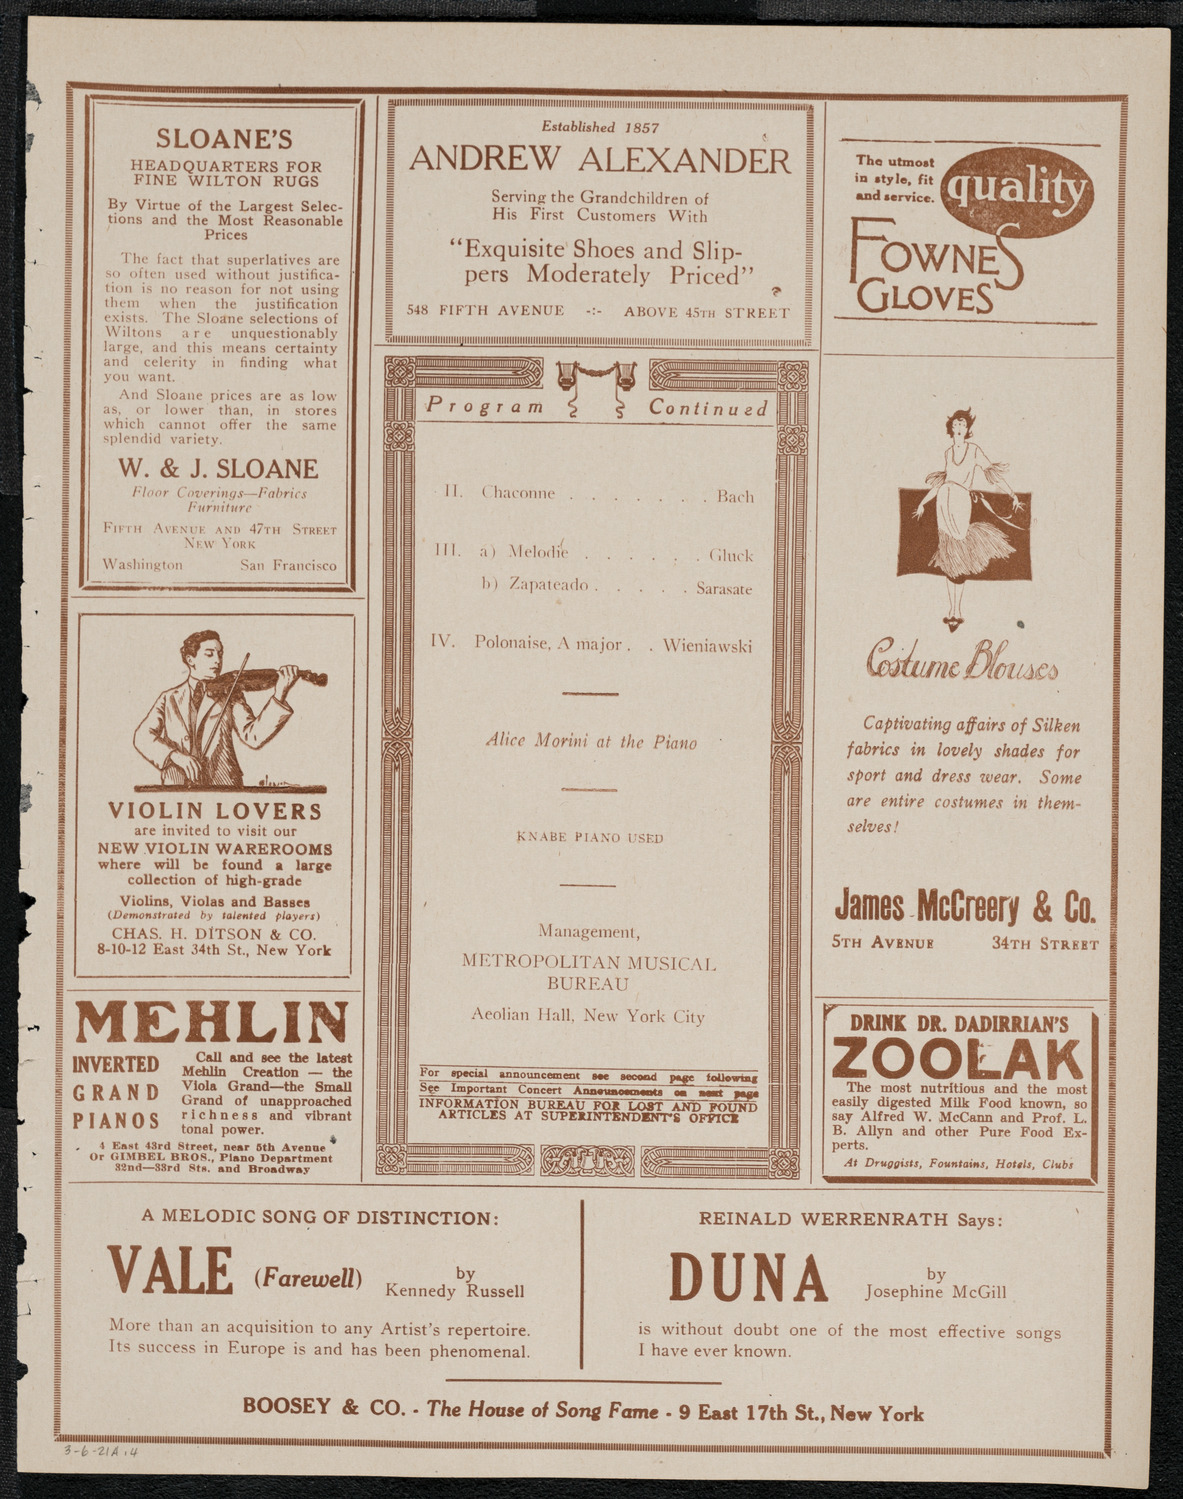 SLOANE'S
HEADQUARTERS FOR
FINE WILTON RUGS
By Virtue of the Largest Selec-
tions and the Most Reasonable
Prices
The fact that superlatives are
so often used without justifica-
tion is no reason for not using
them when the justification
exists. The Sloane selections of
Wiltons are unquestionably
large, and this means certainty
and celerity in finding what
you want.
And Sloane prices are as low
as, or lower than, in stores
which cannot offer the same
splendid variety.
W. & J. SLOANE
Floor Coverings—Fabrics
Furniture
FIFTH AVENUE AND 47TH STREET
NEW YORK
Washington San Francisco
VIOLIN LOVERS
are invited to visit our
NEW VIOLIN WAREROOMS
where will be found a large
collection of high-grade
Violins, Violas and Basses
(Demonstrated by talented players)
CHAS. H. DITSON & CO.
8-10-12 East 34th St., New York
MEHLIN
INVERTED
GRAND
PIANOS
Call and see the latest
Mehlin Creation — the
Viola Grand—the Small
Grand of unapproached
richness and vibrant
tonal power.
4 East 43rd Street, near 5th Avenue
Or GIMBEL BROS., Piano Department
32nd—33rd Sts. and Broadway
Established 1857
ANDREW ALEXANDER
Serving the Grandchildren of
His First Customers With
"Exquisite Shoes and Slip-
pers Moderately Priced"
548 FIFTH AVENUE -:- ABOVE 45TH STREET
Program Continued
II. Chaconne . . . . . . . Bach
III. a) Melodie . . . . . . Gluck
b) Zapateado . . . . . Sarasate
IV. Polonaise, A major . . Wieniawski
Alice Morini at the Piano
KNABE PIANO USED
Management,
METROPOLITAN MUSICAL
BUREAU
Aeolian Hall, New York City
For special announcement see second page following
See Important Concert Announcements on next page
INFORMATION BUREAU FOR LOST AND FOUND
ARTICLES AT SUPERINTENDENT'S OFFICE
The utmost
in style, fit
and service.
quality
FOWNES
GLOVES
Costume Blouses
Captivating affairs of Silken
fabrics in lovely shades for
sport and dress wear. Some
are entire costumes in them-
selves!
James McCreery & Co.
5TH AVENUE 34TH STREET
DRINK DR. DADIRRIAN'S
ZOOLAK
The most nutritious and the most
easily digested Milk Food known, so
say Alfred W. McCann and Prof. L.
B. Allyn and other Pure Food Ex-
perts.
At Druggists, Fountains, Hotels, Clubs
A MELODIC SONG OF DISTINCTION:
VALE (Farewell) by
Kennedy Russell
More than an acquisition to any Artist's repertoire.
Its success in Europe is and has been phenomenal.
REINALD WERRENRATH Says:
DUNA by
Josephine McGill
is without doubt one of the most effective songs
I have ever known.
BOOSEY & CO. - The House of Song Fame - 9 East 17th St., New York
3-6-21A.4